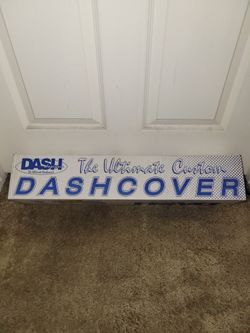 DASH
The Ultimate Custom
DASHCOVER